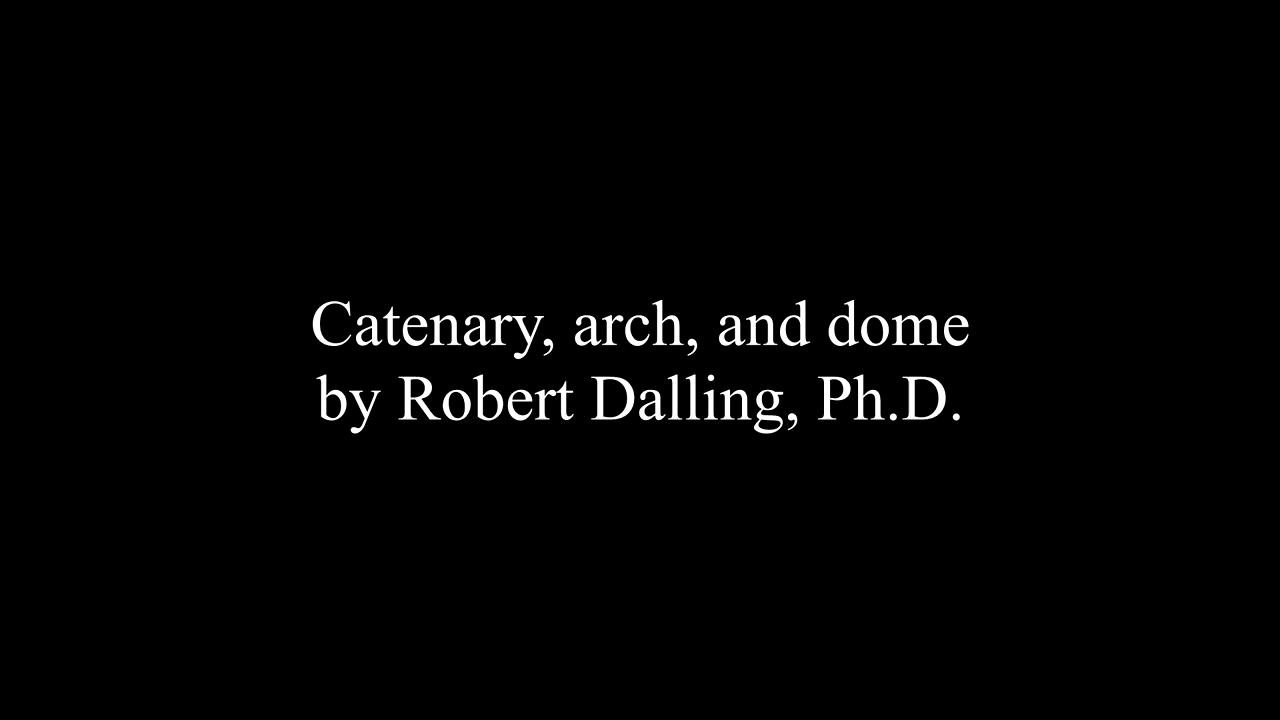 Catenary, arch, and dome
by Robert Dalling, Ph.D.